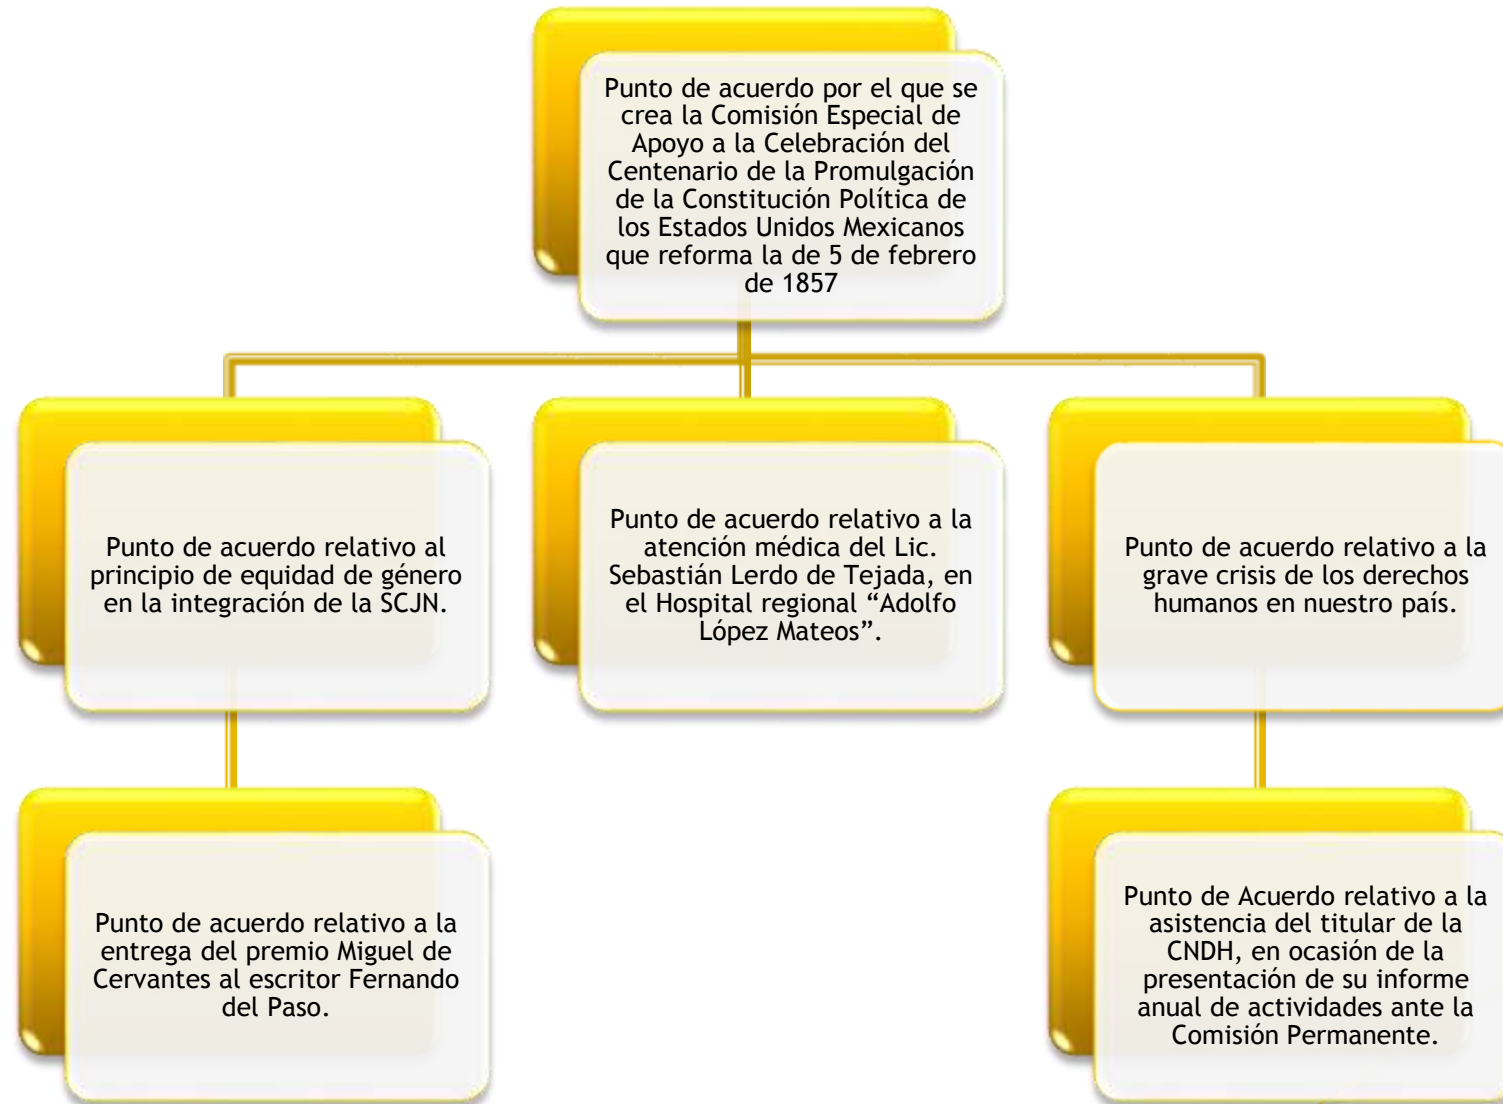 Punto de acuerdo por el que se
crea la Comisión Especial de
Apoyo a la Celebración del
Centenario de la Promulgación
de la Constitución Política de
los Estados Unidos Mexicanos
que reforma la de 5 de febrero
de 1857
Punto de acuerdo relativo al
principio de equidad de género
en la integración de la SCJN.
Punto de acuerdo relativo a la
atención médica del Lic.
Sebastián Lerdo de Tejada, en
el Hospital regional “Adolfo
López Mateos”.
Punto de acuerdo relativo a la
grave crisis de los derechos
humanos en nuestro país.
Punto de acuerdo relativo a la
entrega del premio Miguel de
Cervantes al escritor Fernando
del Paso.
Punto de Acuerdo relativo a la
asistencia del titular de la
CNDH, en ocasión de la
presentación de su informe
anual de actividades ante la
Comisión Permanente.